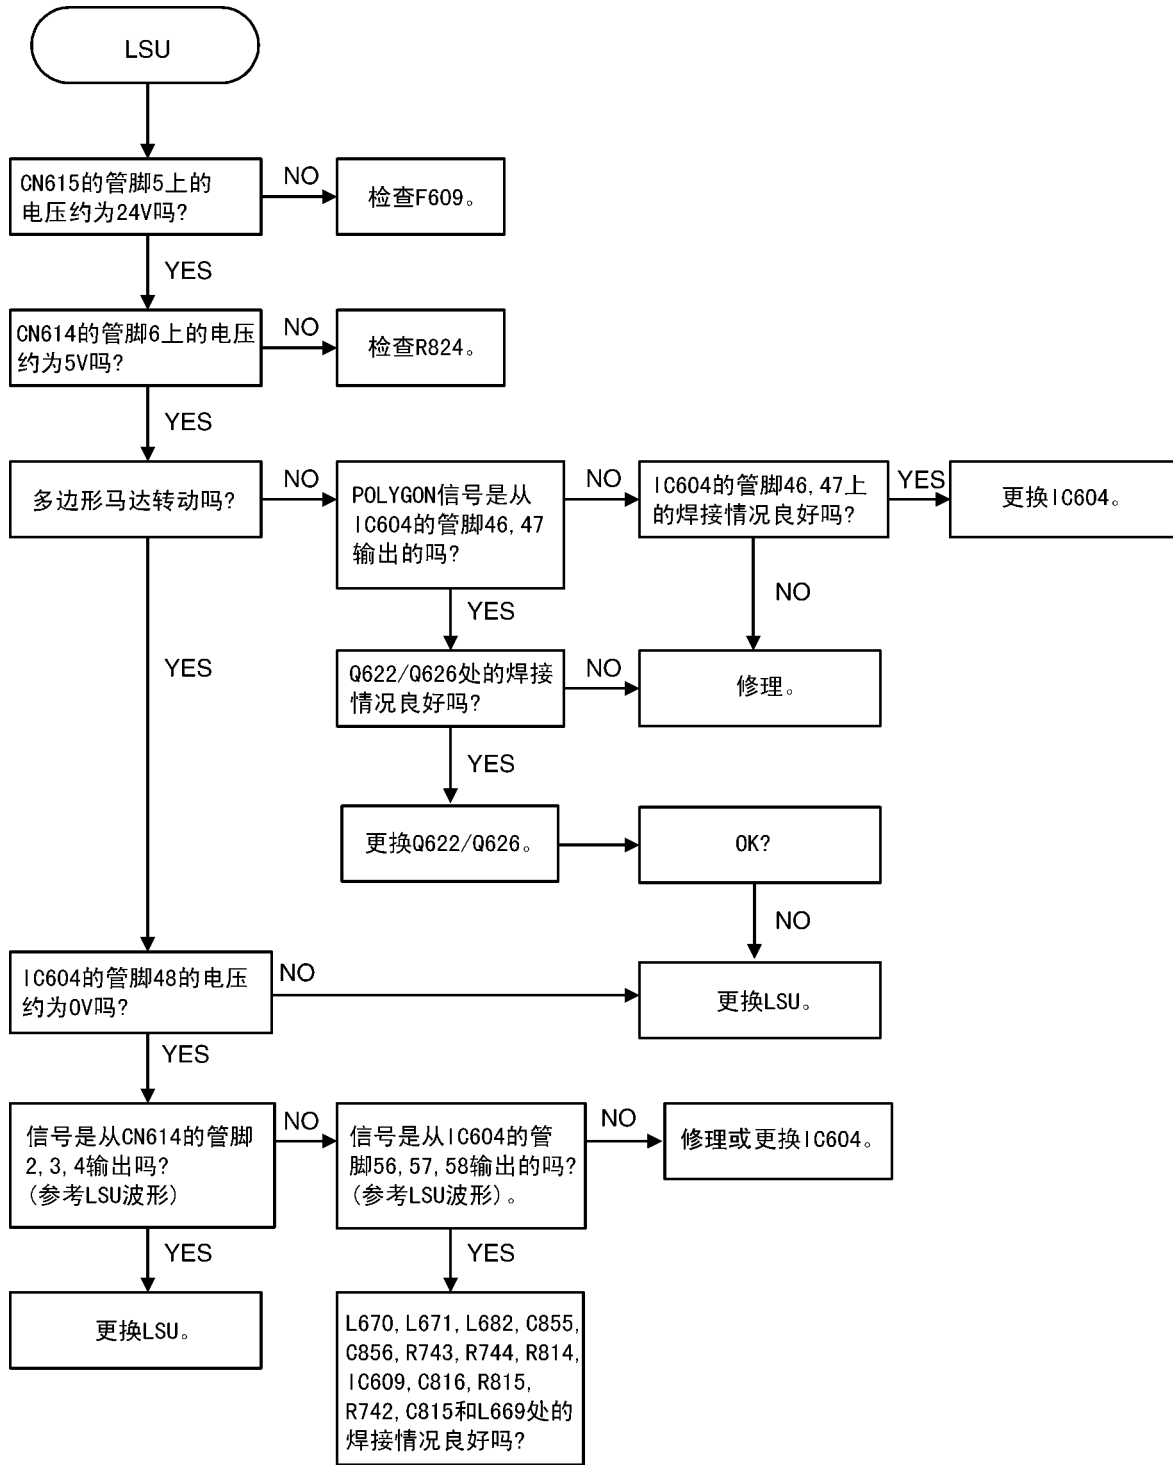 LSU
CN615的管脚5上的
电压约为24V吗?
NO
检查F609。
YES
CN614的管脚6上的电压
约为5V吗?
NO
检查R824。
YES
多边形马达转动吗?
NO
POLYGON信号是从
IC604的管脚46,47
输出的吗?
NO
IC604的管脚46,47上
的焊接情况良好吗?
YES
更换IC604。
YES
NO
YES
Q622/Q626处的焊接
情况良好吗?
NO
修理。
YES
更换Q622/Q626。
OK?
NO
IC604的管脚48的电压
约为0V吗?
NO
更换LSU。
YES
信号是从CN614的管脚
2,3,4输出吗?
(参考LSU波形)
NO
信号是从IC604的管
脚56,57,58输出的吗?
(参考LSU波形)。
NO
修理或更换IC604。
YES
YES
更换LSU。
L670,L671,L682,C855,
C856,R743,R744,R814,
IC609,C816,R815,
R742,C815和L669处的
焊接情况良好吗?